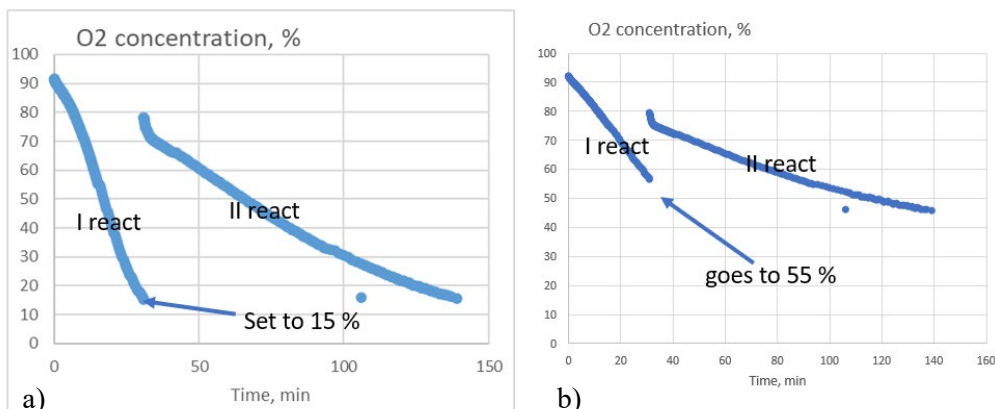 O2 concentration, %
100
90
80
70
60
50
40
30
20
10
0
I react
II react
Set to 15 %
0
50
100
150
Time, min
a)
O2 concentration, %
100
90
80
70
60
50
40
30
20
10
0
I react
II react
goes to 55 %
0
20
40
60
80
100
120
140
160
Time, min
b)